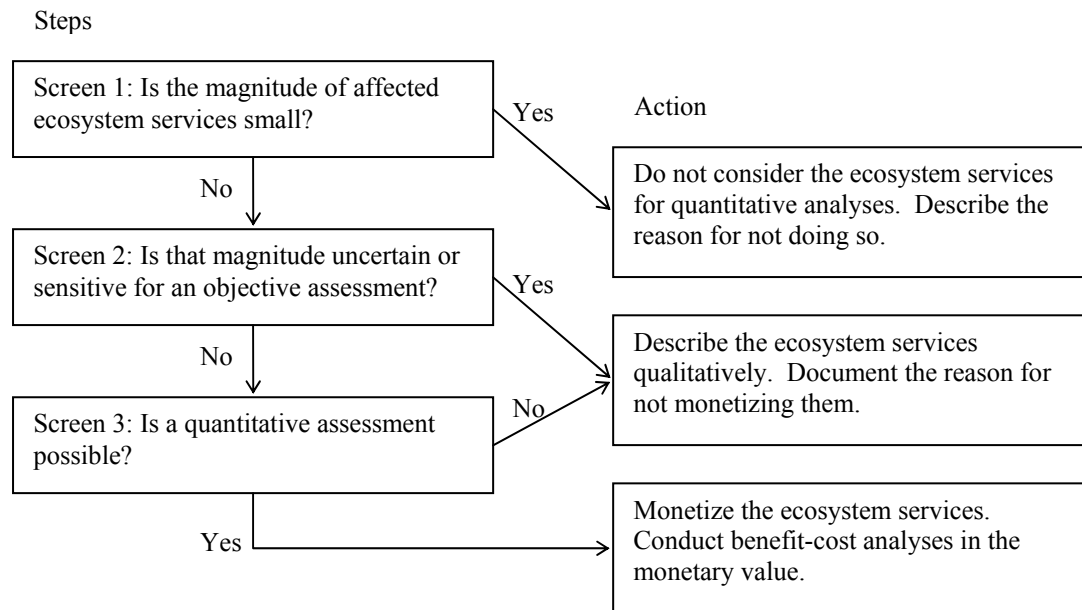 Steps
Screen 1: Is the magnitude of affected
ecosystem services small?
Yes
Action
No
Do not consider the ecosystem services
for quantitative analyses.  Describe the
reason for not doing so.
Screen 2: Is that magnitude uncertain or
sensitive for an objective assessment?
Yes
No
Describe the ecosystem services
qualitatively.  Document the reason for
not monetizing them.
Screen 3: Is a quantitative assessment
possible?
No
Yes
Monetize the ecosystem services.
Conduct benefit-cost analyses in the
monetary value.